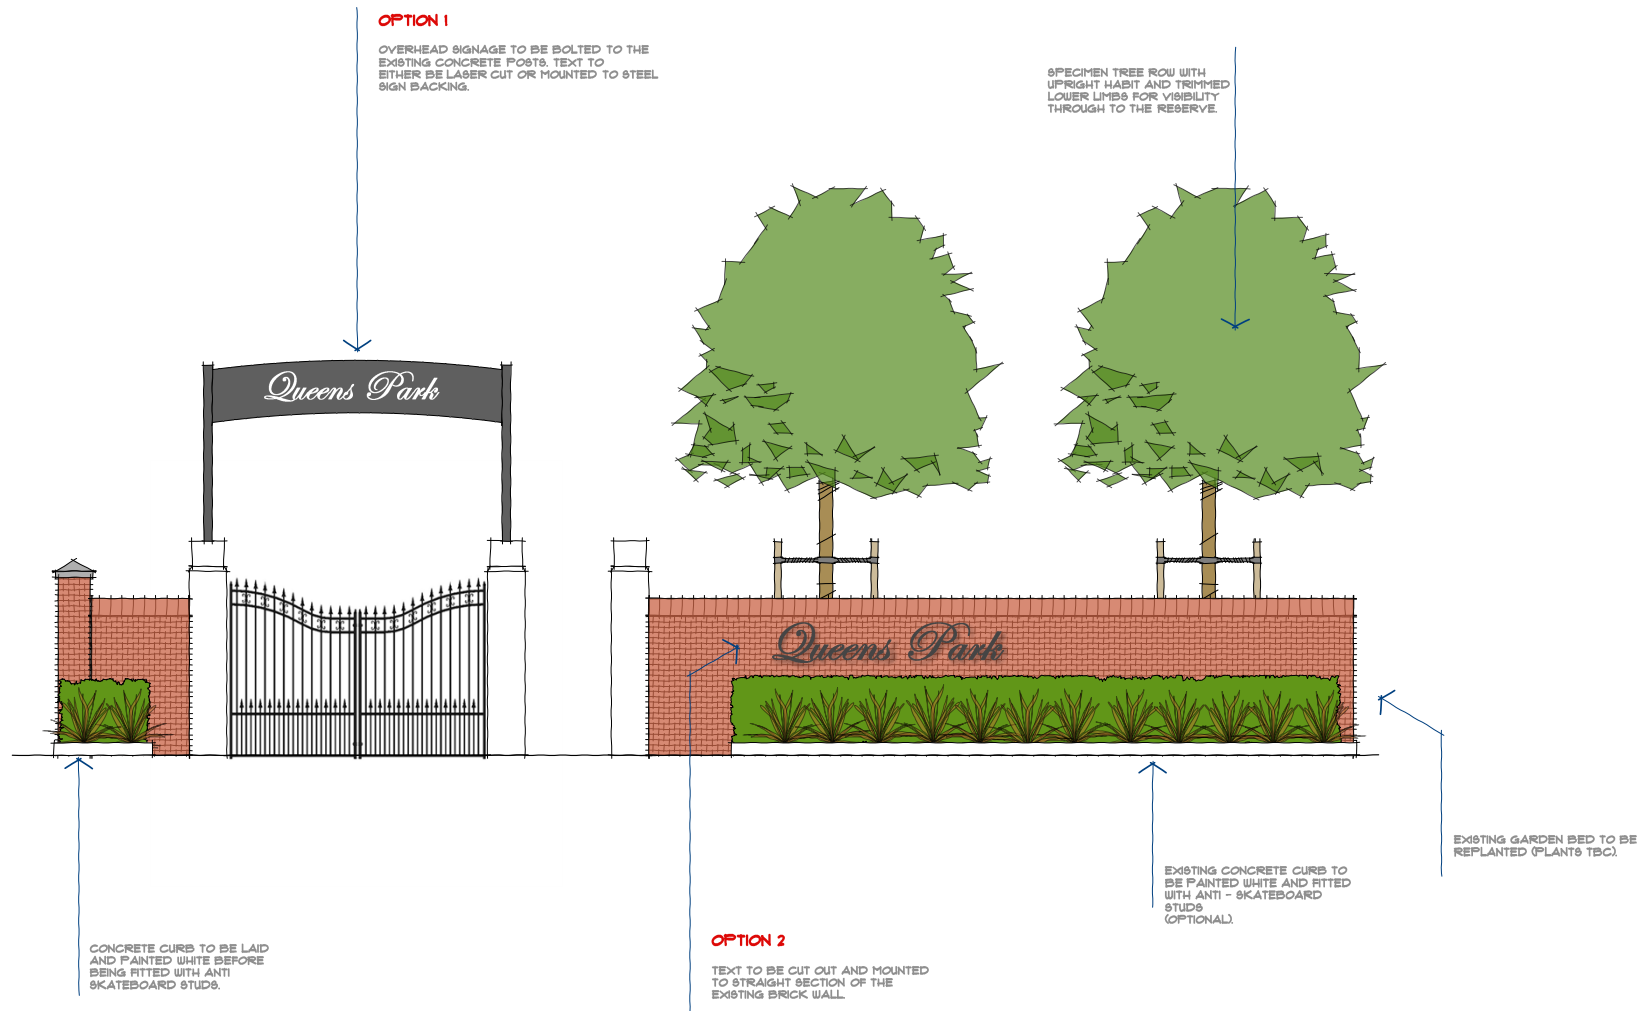 OPTION 1
OVERHEAD SIGNAGE TO BE BOLTED TO THE
EXISTING CONCRETE POSTS. TEXT TO
EITHER BE LASER CUT OR MOUNTED TO STEEL
SIGN BACKING.
SPECIMEN TREE ROW WITH
UPRIGHT HABIT AND TRIMMED
LOWER LIMBS FOR VISIBILITY
THROUGH TO THE RESERVE.
Queens Park
Queens Park
EXISTING GARDEN BED TO BE
REPLANTED (PLANTS TBC).
EXISTING CONCRETE CURB TO
BE PAINTED WHITE AND FITTED
WITH ANTI - SKATEBOARD
STUDS
(OPTIONAL).
CONCRETE CURB TO BE LAID
AND PAINTED WHITE BEFORE
BEING FITTED WITH ANTI
SKATEBOARD STUDS.
OPTION 2
TEXT TO BE CUT OUT AND MOUNTED
TO STRAIGHT SECTION OF THE
EXISTING BRICK WALL.